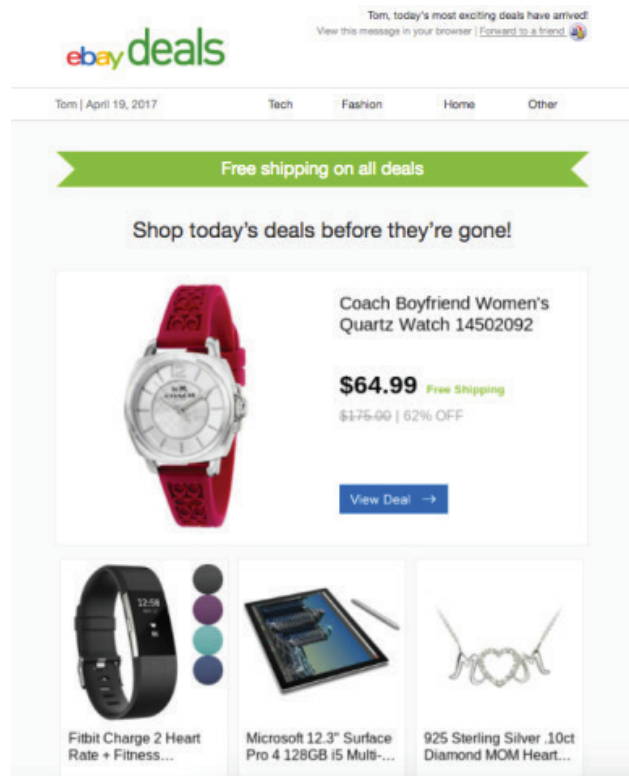 Tom, today's most exciting deals have arrived!
View this message in your browser | Forward to a friend
ebay deals
Tom | April 19, 2017 Tech Fashion Home Other
Free shipping on all deals
Shop today's deals before they're gone!
Coach Boyfriend Women's
Quartz Watch 14502092
COACH
$64.99 Free Shipping
$175.00 | 62% OFF
View Deal →
12:58
Fitbit Charge 2 Heart
Rate + Fitness...
Microsoft 12.3" Surface
Pro 4 128GB i5 Multi-...
925 Sterling Silver .10ct
Diamond MOM Heart...